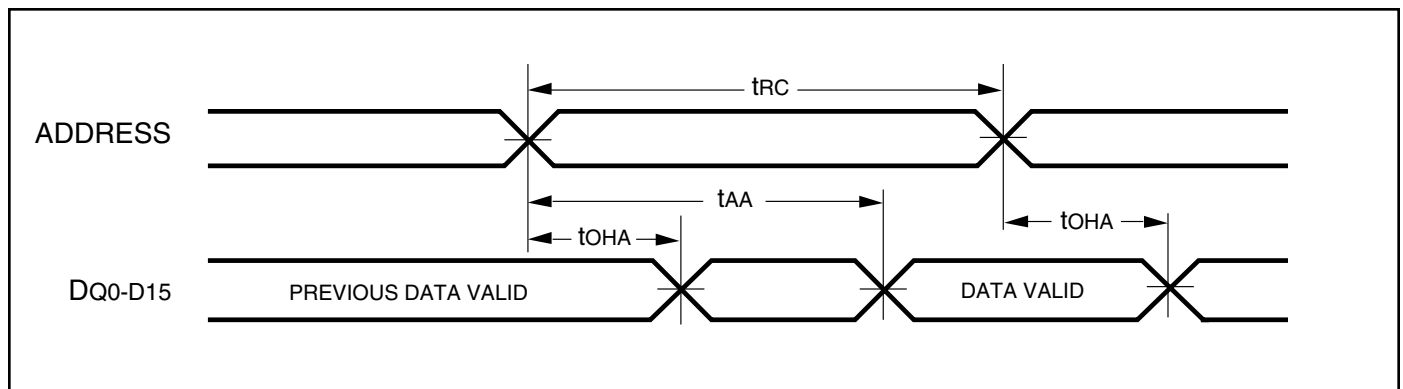 tRC
ADDRESS
tAA
tOHA
tOHA
DQ0-D15
PREVIOUS DATA VALID
DATA VALID